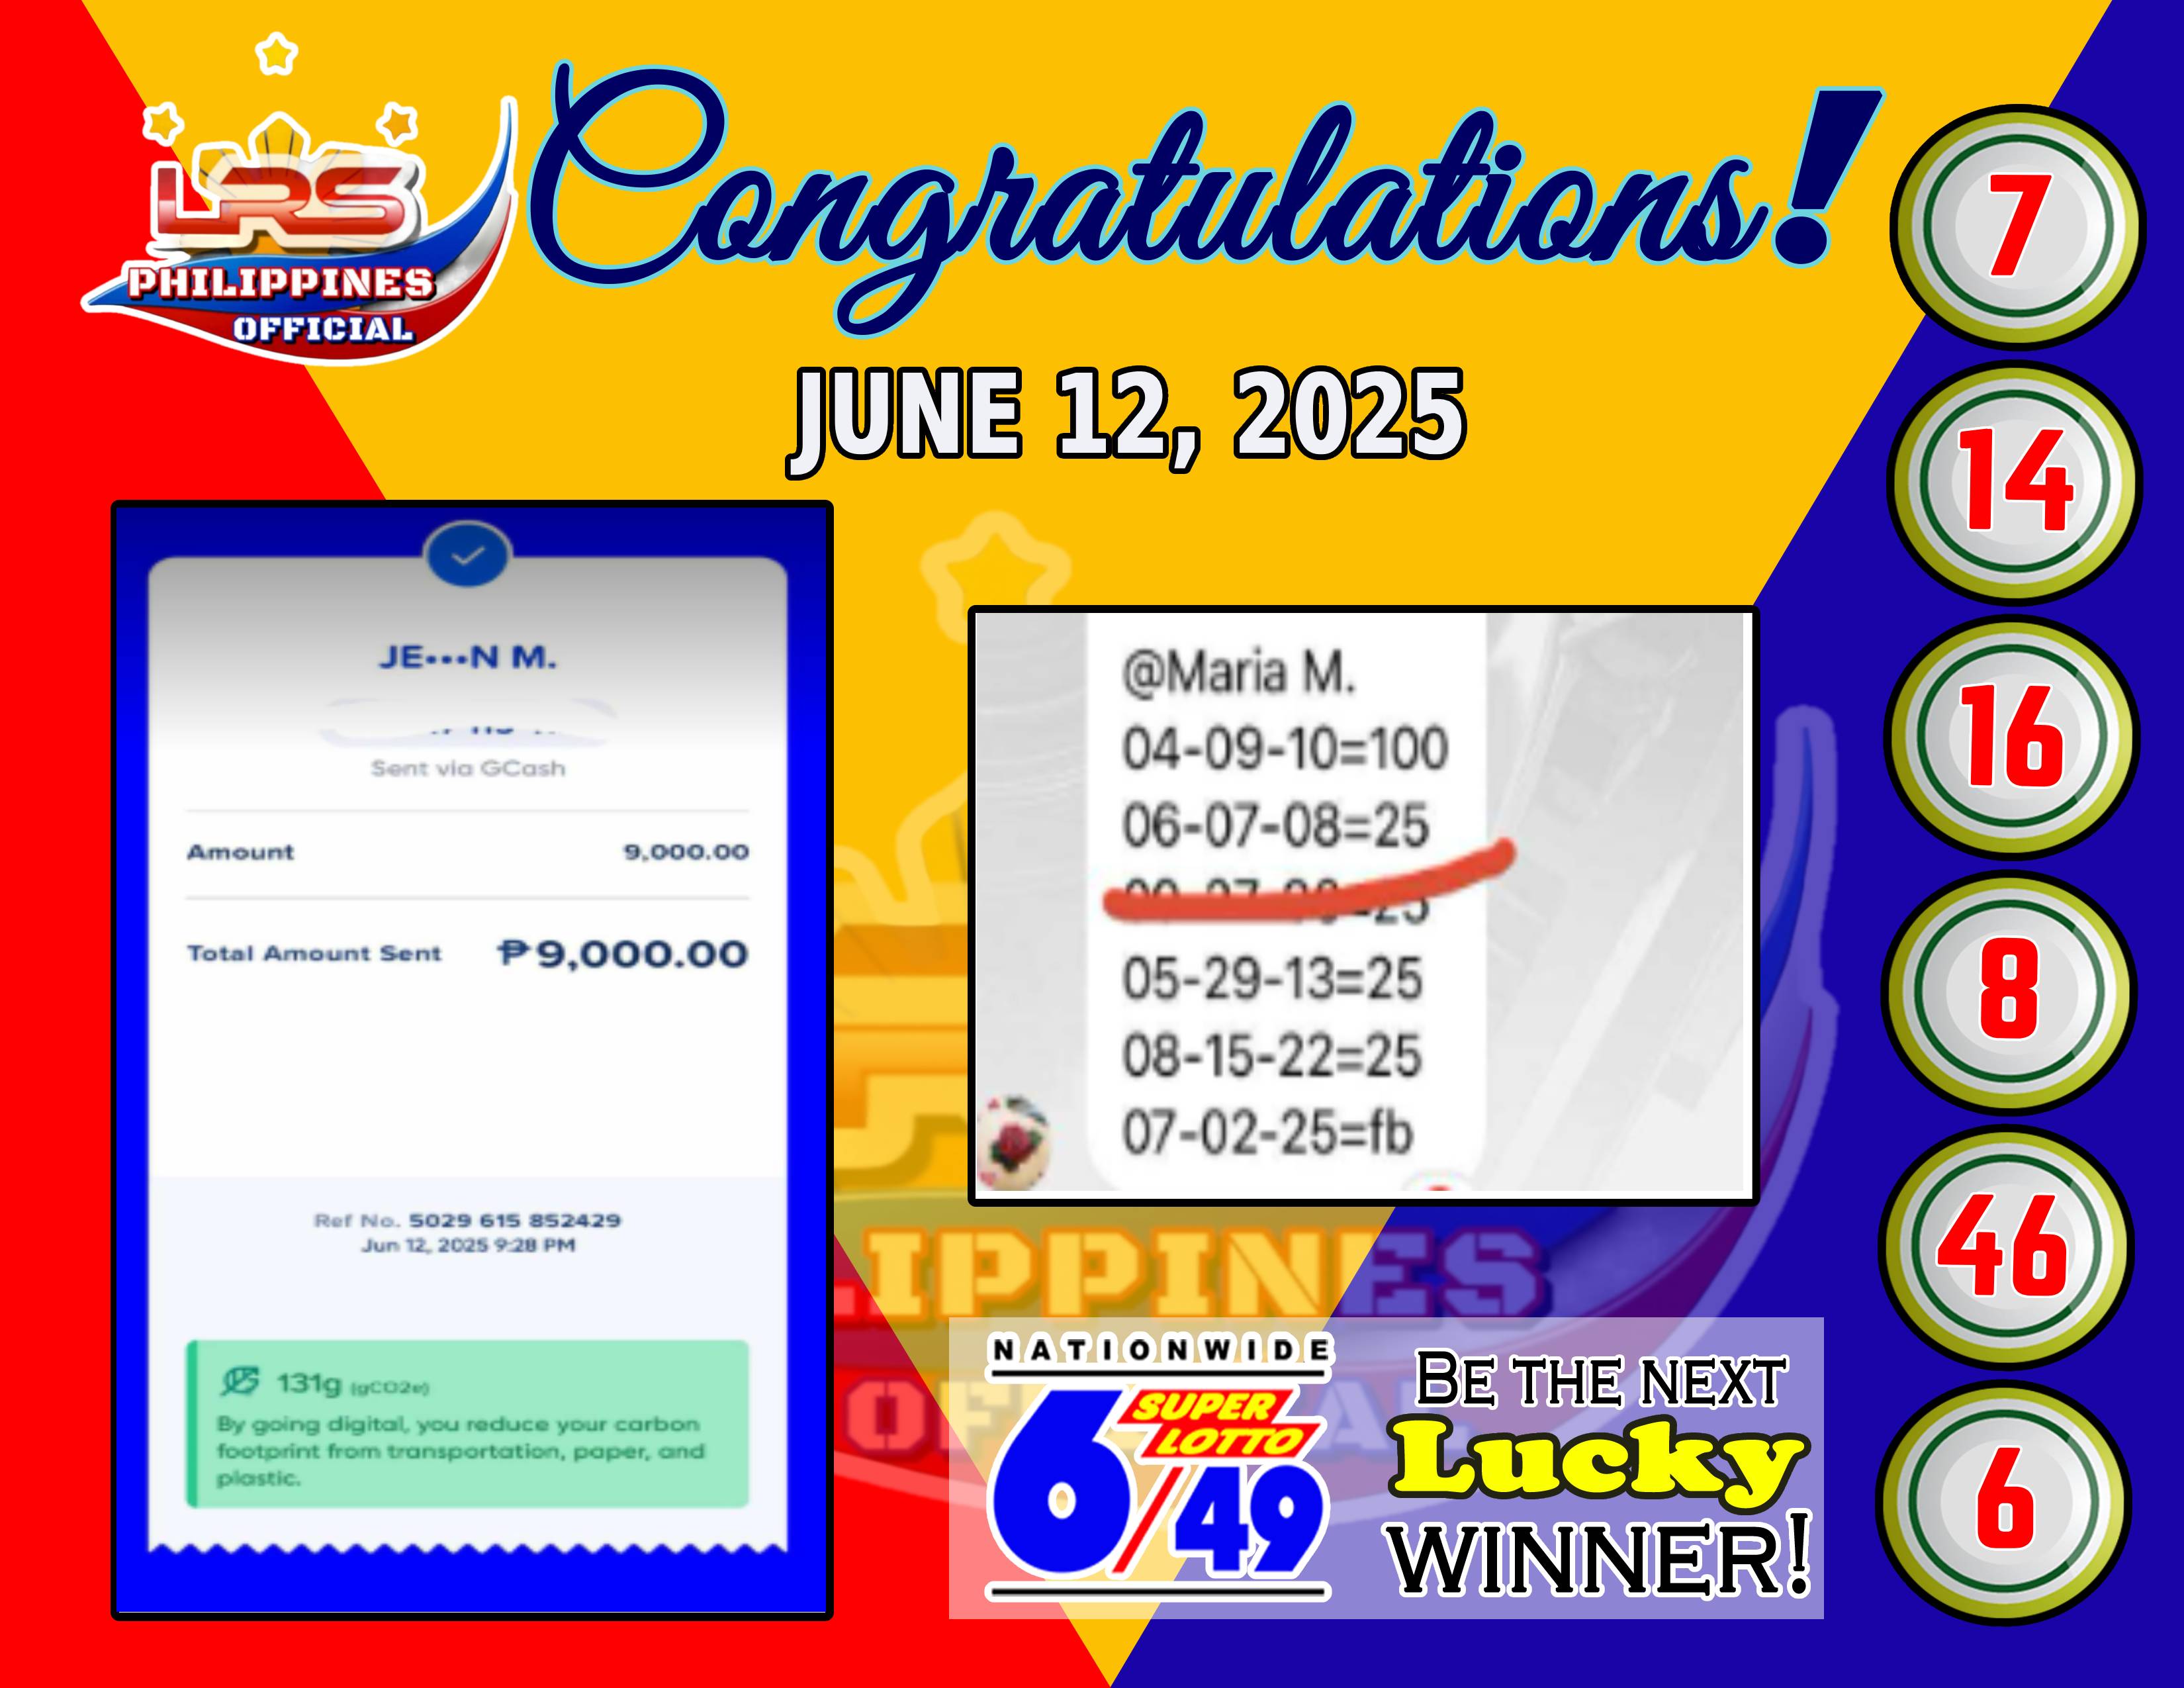 LRS
PHILIPPINES
OFFICIAL
Congratulations!
JUNE 12, 2025
JE•••N M.
Sent via GCash
Amount 9,000.00
Total Amount Sent ₱9,000.00
Ref No. 5029 615 852429
Jun 12, 2025 9:28 PM
131g (gCO2e)
By going digital, you reduce your carbon
footprint from transportation, paper, and
plastic.
@Maria M.
04-09-10=100
06-07-08=25
05-29-13=25
08-15-22=25
07-02-25=fb
NATIONWIDE
SUPER
LOTTO
6/49
BE THE NEXT
Lucky
WINNER!
7
14
16
8
46
6